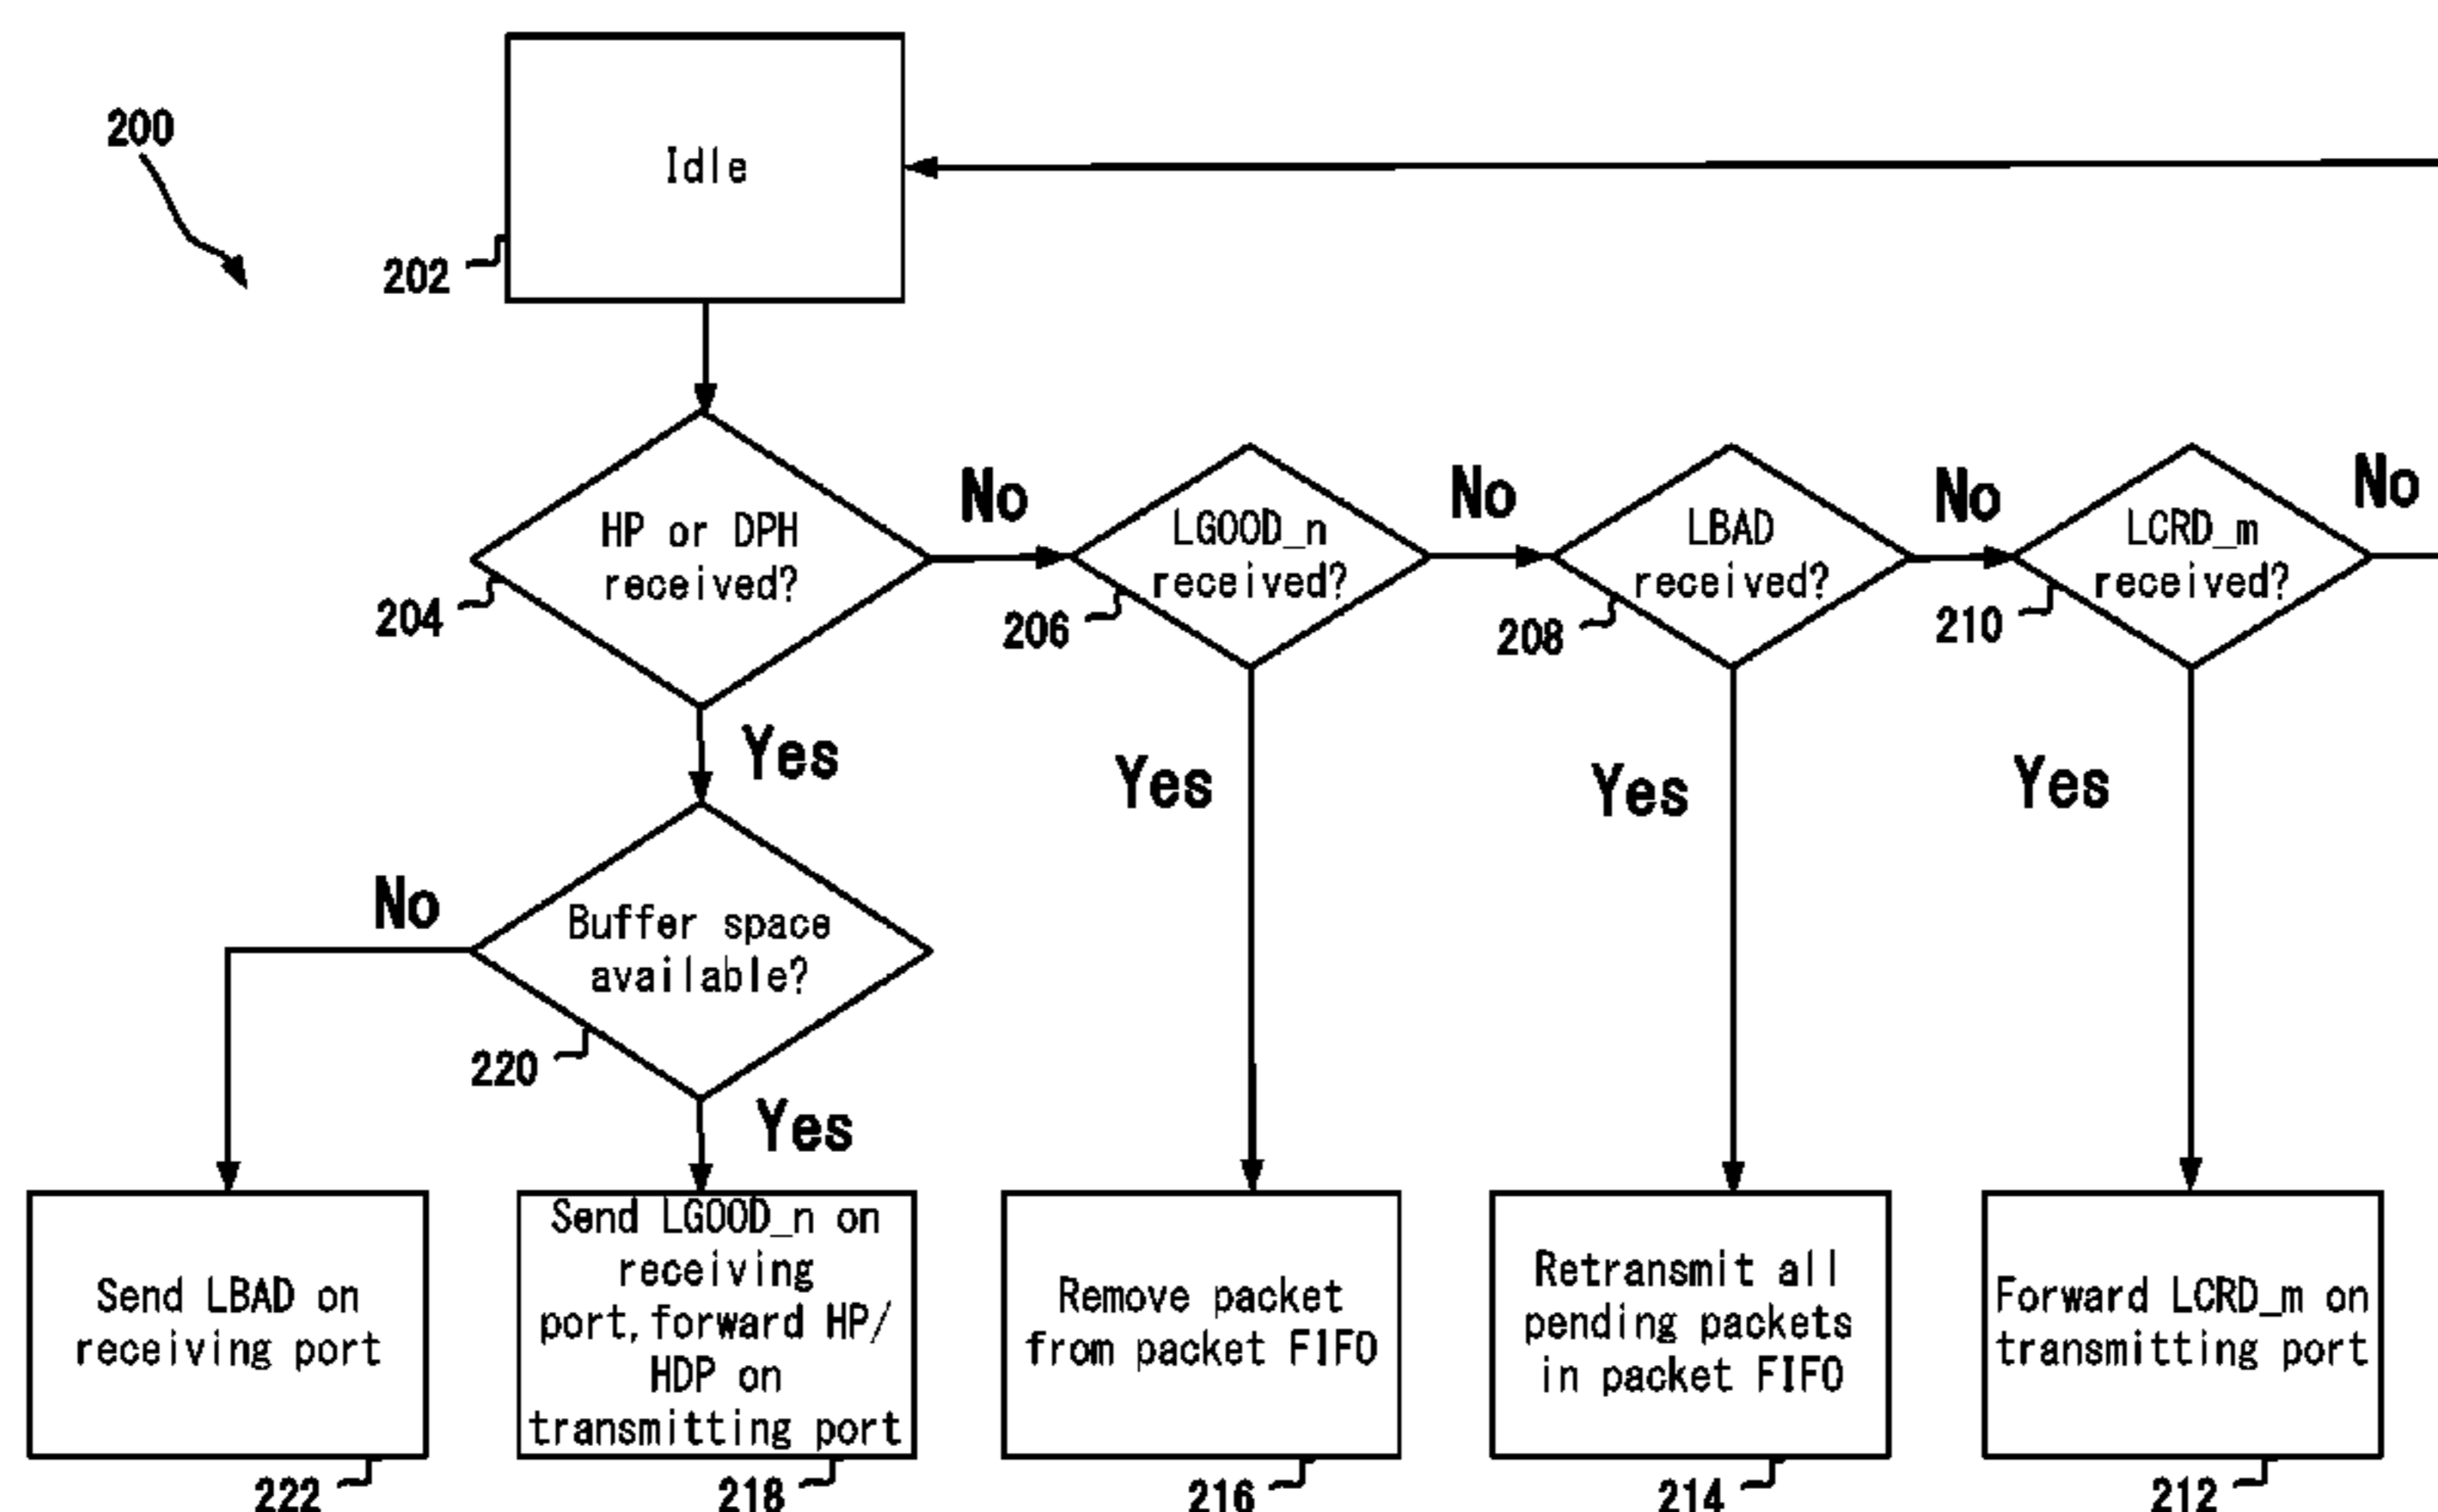 200
Idle
202
HP or DPH
received?
204
No
LGOOD_n
received?
206
No
LBAD
received?
208
No
LCRD_m
received?
210
No
Yes
Yes
Yes
Yes
No
Buffer space
available?
220
Yes
Send LBAD on
receiving port
222
Send LGOOD_n on
receiving
port, forward HP/
HDP on
transmitting port
218
Remove packet
from packet FIFO
216
Retransmit all
pending packets
in packet FIFO
214
Forward LCRD_m on
transmitting port
212